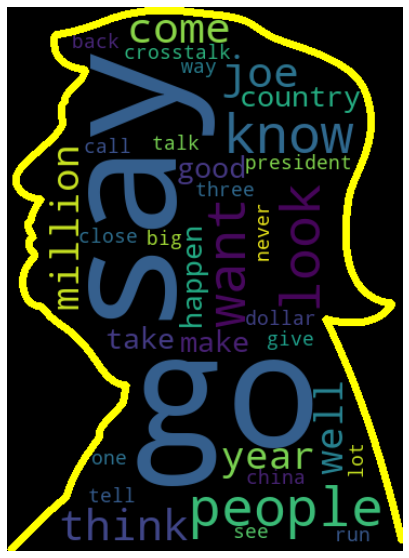 come
back
crosstalk
way
joe
country
say
know
call
talk
good
president
three
million
want
look
never
close
big
happen
dollar
take
make
give
go
well
year
lot
one
china
tell
people
think
see
run